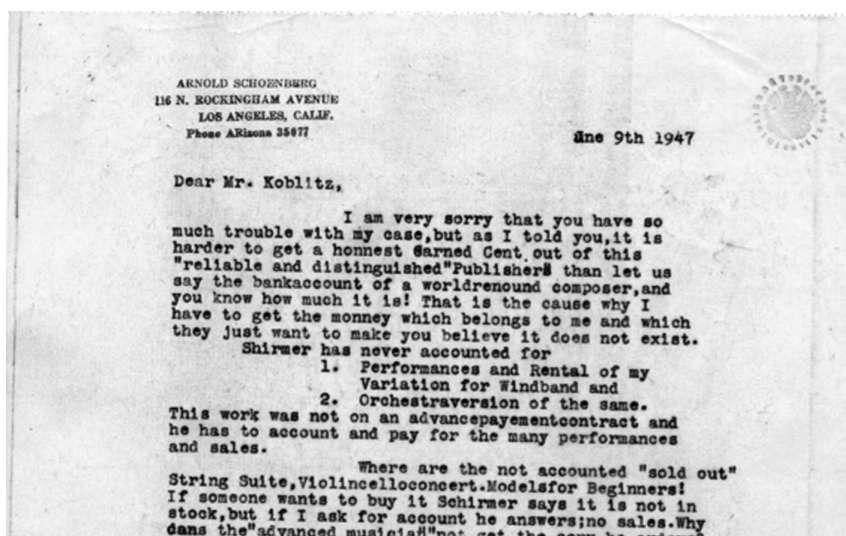 ARNOLD SCHOENBERG
116 N. ROCKINGHAM AVENUE
LOS ANGELES, CALIF.
Phone ARizona 35077
une 9th 1947
Dear Mr. Koblitz,
I am very sorry that you have so
much trouble with my case,but as I told you,it is
harder to get a honnest earned Cent out of this
"reliable and distinguished"Publishers than let us
say the bankaccount of a worldrenound composer,and
you know how much it is! That is the cause why I
have to get the monney which belongs to me and which
they just want to make you believe it does not exist.
Shirmer has never accounted for
1. Performances and Rental of my
Variation for Windband and
2. Orchestraversion of the same.
This work was not on an advancepayementcontract and
he has to account and pay for the many performances
and sales.
Where are the not accounted "sold out"
String Suite,Violincelloconcert.Modelsfor Beginners!
If someone wants to buy it Schirmer says it is not in
stock,but if I ask for account he answers;no sales.Why
dans the"advanced musician"not get the